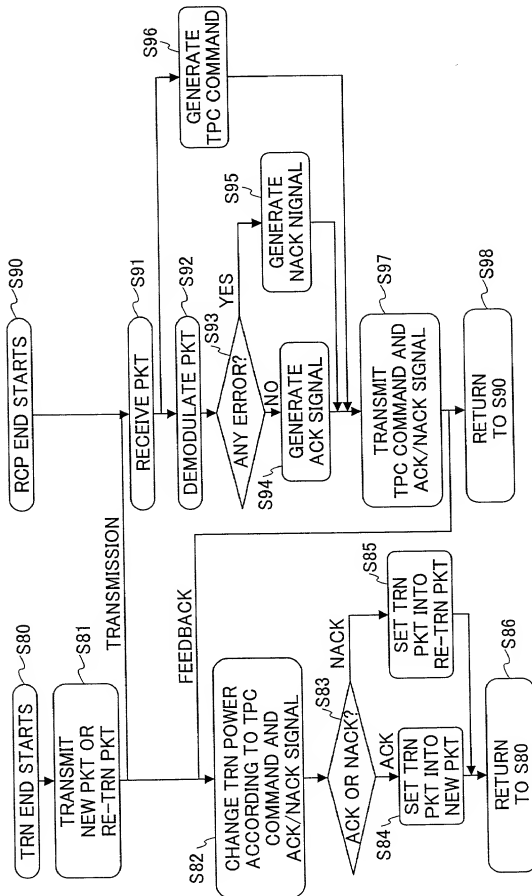 TRN END STARTS
S80
TRANSMIT
NEW PKT OR
RE-TRN PKT
S81
TRANSMISSION
FEEDBACK
S82
CHANGE TRN POWER
ACCORDING TO TPC
COMMAND AND
ACK/NACK SIGNAL
ACK OR NACK?
S83
NACK
ACK
S84
SET TRN
PKT INTO
NEW PKT
S85
SET TRN
PKT INTO
RE-TRN PKT
RETURN
TO S80
S86
RCP END STARTS
S90
RECEIVE PKT
S91
DEMODULATE PKT
S92
ANY ERROR?
S93
YES
NO
S94
GENERATE
ACK SIGNAL
S95
GENERATE
NACK NIGNAL
S96
GENERATE
TPC COMMAND
TRANSMIT
TPC COMMAND AND
ACK/NACK SIGNAL
S97
RETURN
TO S90
S98